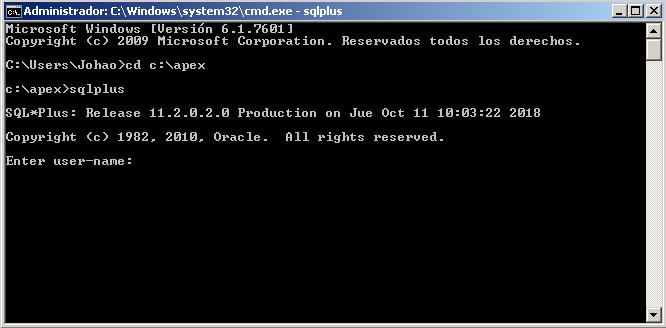 Administrador: C:\Windows\system32\cmd.exe - sqlplus
Microsoft Windows [Versión 6.1.7601]
Copyright (c) 2009 Microsoft Corporation. Reservados todos los derechos.
C:\Users\Johao>cd c:\apex
c:\apex>sqlplus
SQL*Plus: Release 11.2.0.2.0 Production on Jue Oct 11 10:03:22 2018
Copyright (c) 1982, 2010, Oracle.  All rights reserved.
Enter user-name: